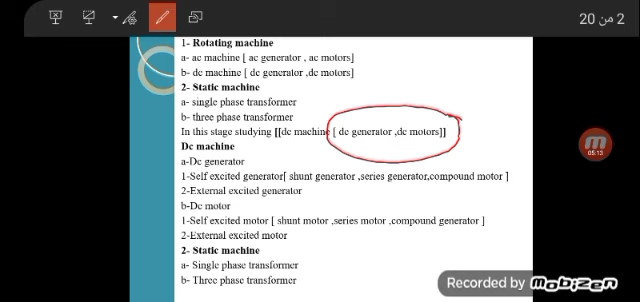 2 من 20
1- Rotating machine
a- ac machine [ ac generator , ac motors]
b- dc machine [ dc generator ,dc motors]
2- Static machine
a- single phase transformer
b- three phase transformer
In this stage studying [[dc machine [ dc generator ,dc motors]]
Dc machine
a-Dc generator
1-Self excited generator[ shunt generator ,series generator,compound motor ]
2-External excited generator
b-Dc motor
1-Self excited motor [ shunt motor ,series motor ,compound generator ]
2-External excited motor
2- Static machine
a- Single phase transformer
b- Three phase transformer
05:13
Recorded by mobizen